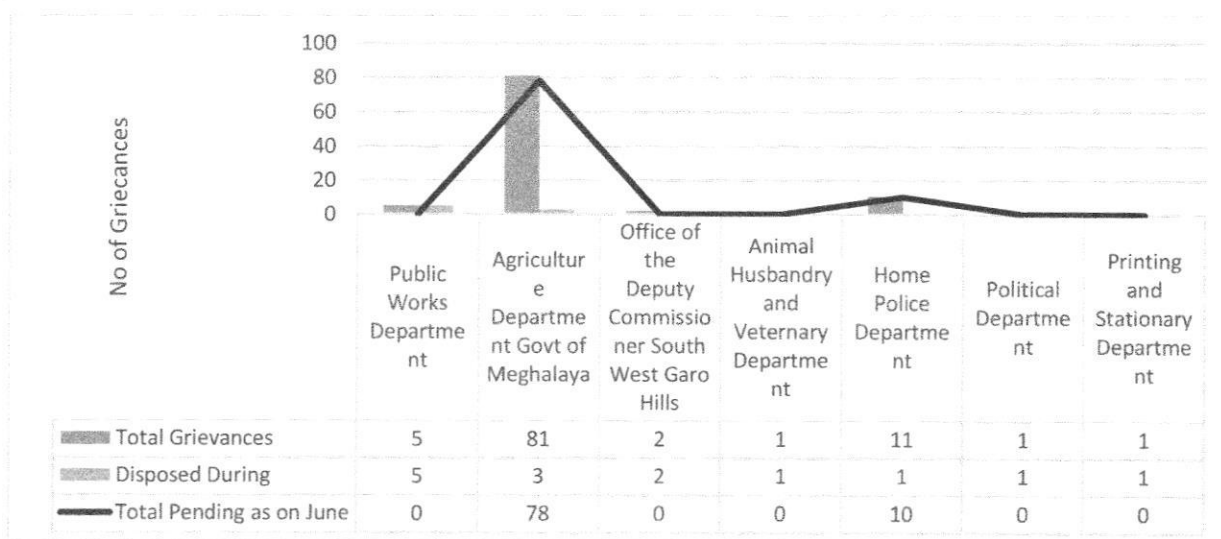 100
80
60
40
20
0
No of Griecances
Public
Works
Departme
nt
Agricultur
e
Departme
nt Govt of
Meghalaya
Office of
the
Deputy
Commissio
ner South
West Garo
Hills
Animal
Husbandry
and
Veternary
Departme
nt
Home
Police
Departme
nt
Political
Departme
nt
Printing
and
Stationary
Departme
nt
Total Grievances 5 81 2 1 11 1 1
Disposed During 5 3 2 1 1 1 1
Total Pending as on June 0 78 0 0 10 0 0